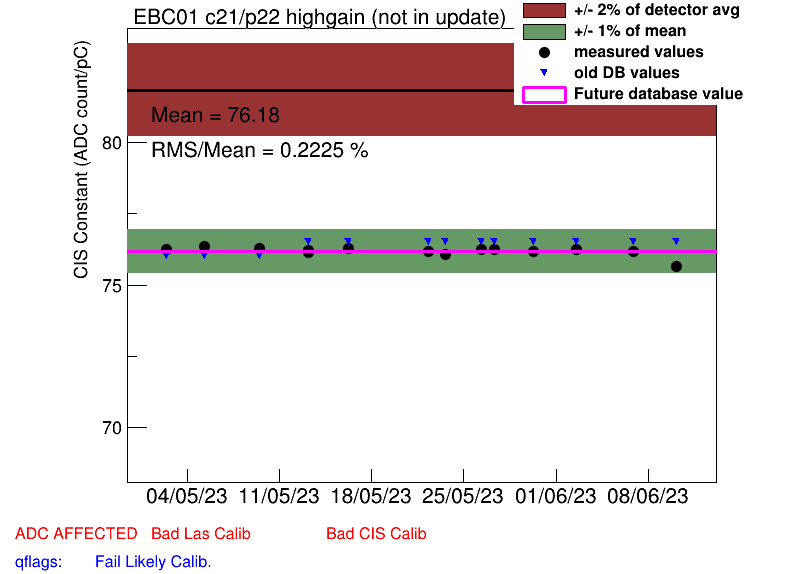 EBC01 c21/p22 highgain (not in update)
+/- 2% of detector avg
+/- 1% of mean
measured values
old DB values
Future database value
Mean = 76.18
RMS/Mean = 0.2225 %
CIS Constant (ADC count/pC)
80
75
70
04/05/23 11/05/23 18/05/23 25/05/23 01/06/23 08/06/23
ADC AFFECTED Bad Las Calib Bad CIS Calib
qflags: Fail Likely Calib.